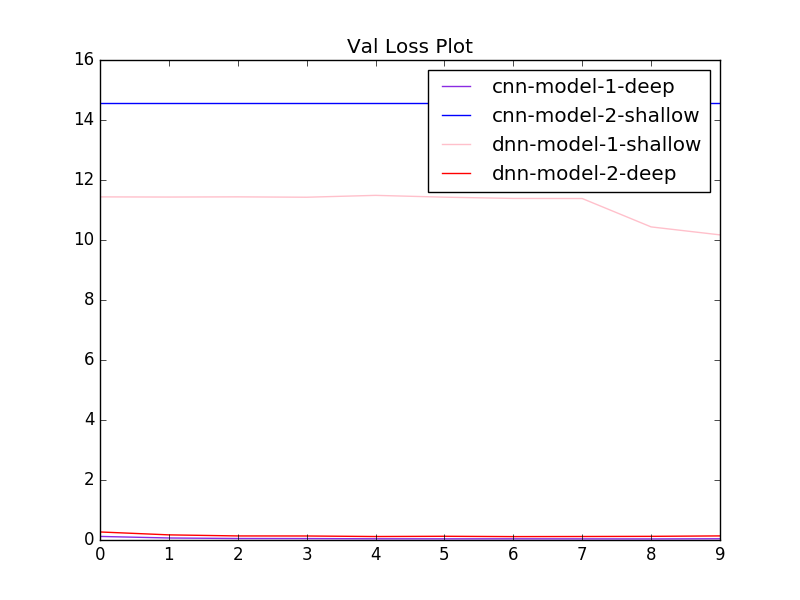 Val Loss Plot
16
14
12
10
8
6
4
2
0
cnn-model-1-deep
cnn-model-2-shallow
dnn-model-1-shallow
dnn-model-2-deep
0 1 2 3 4 5 6 7 8 9